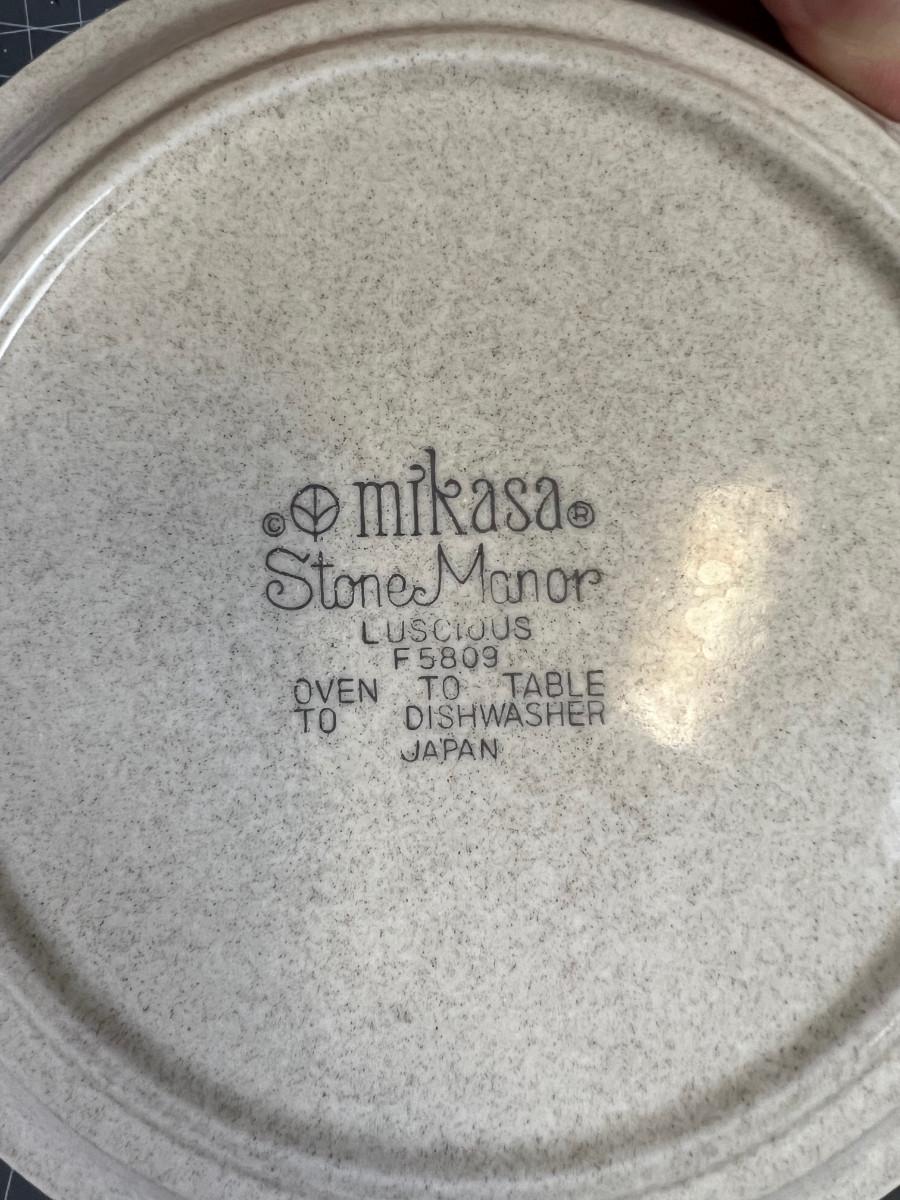 © mikasa®
Stone Manor
LUSCIOUS
F5809
OVEN TO TABLE
TO DISHWASHER
JAPAN